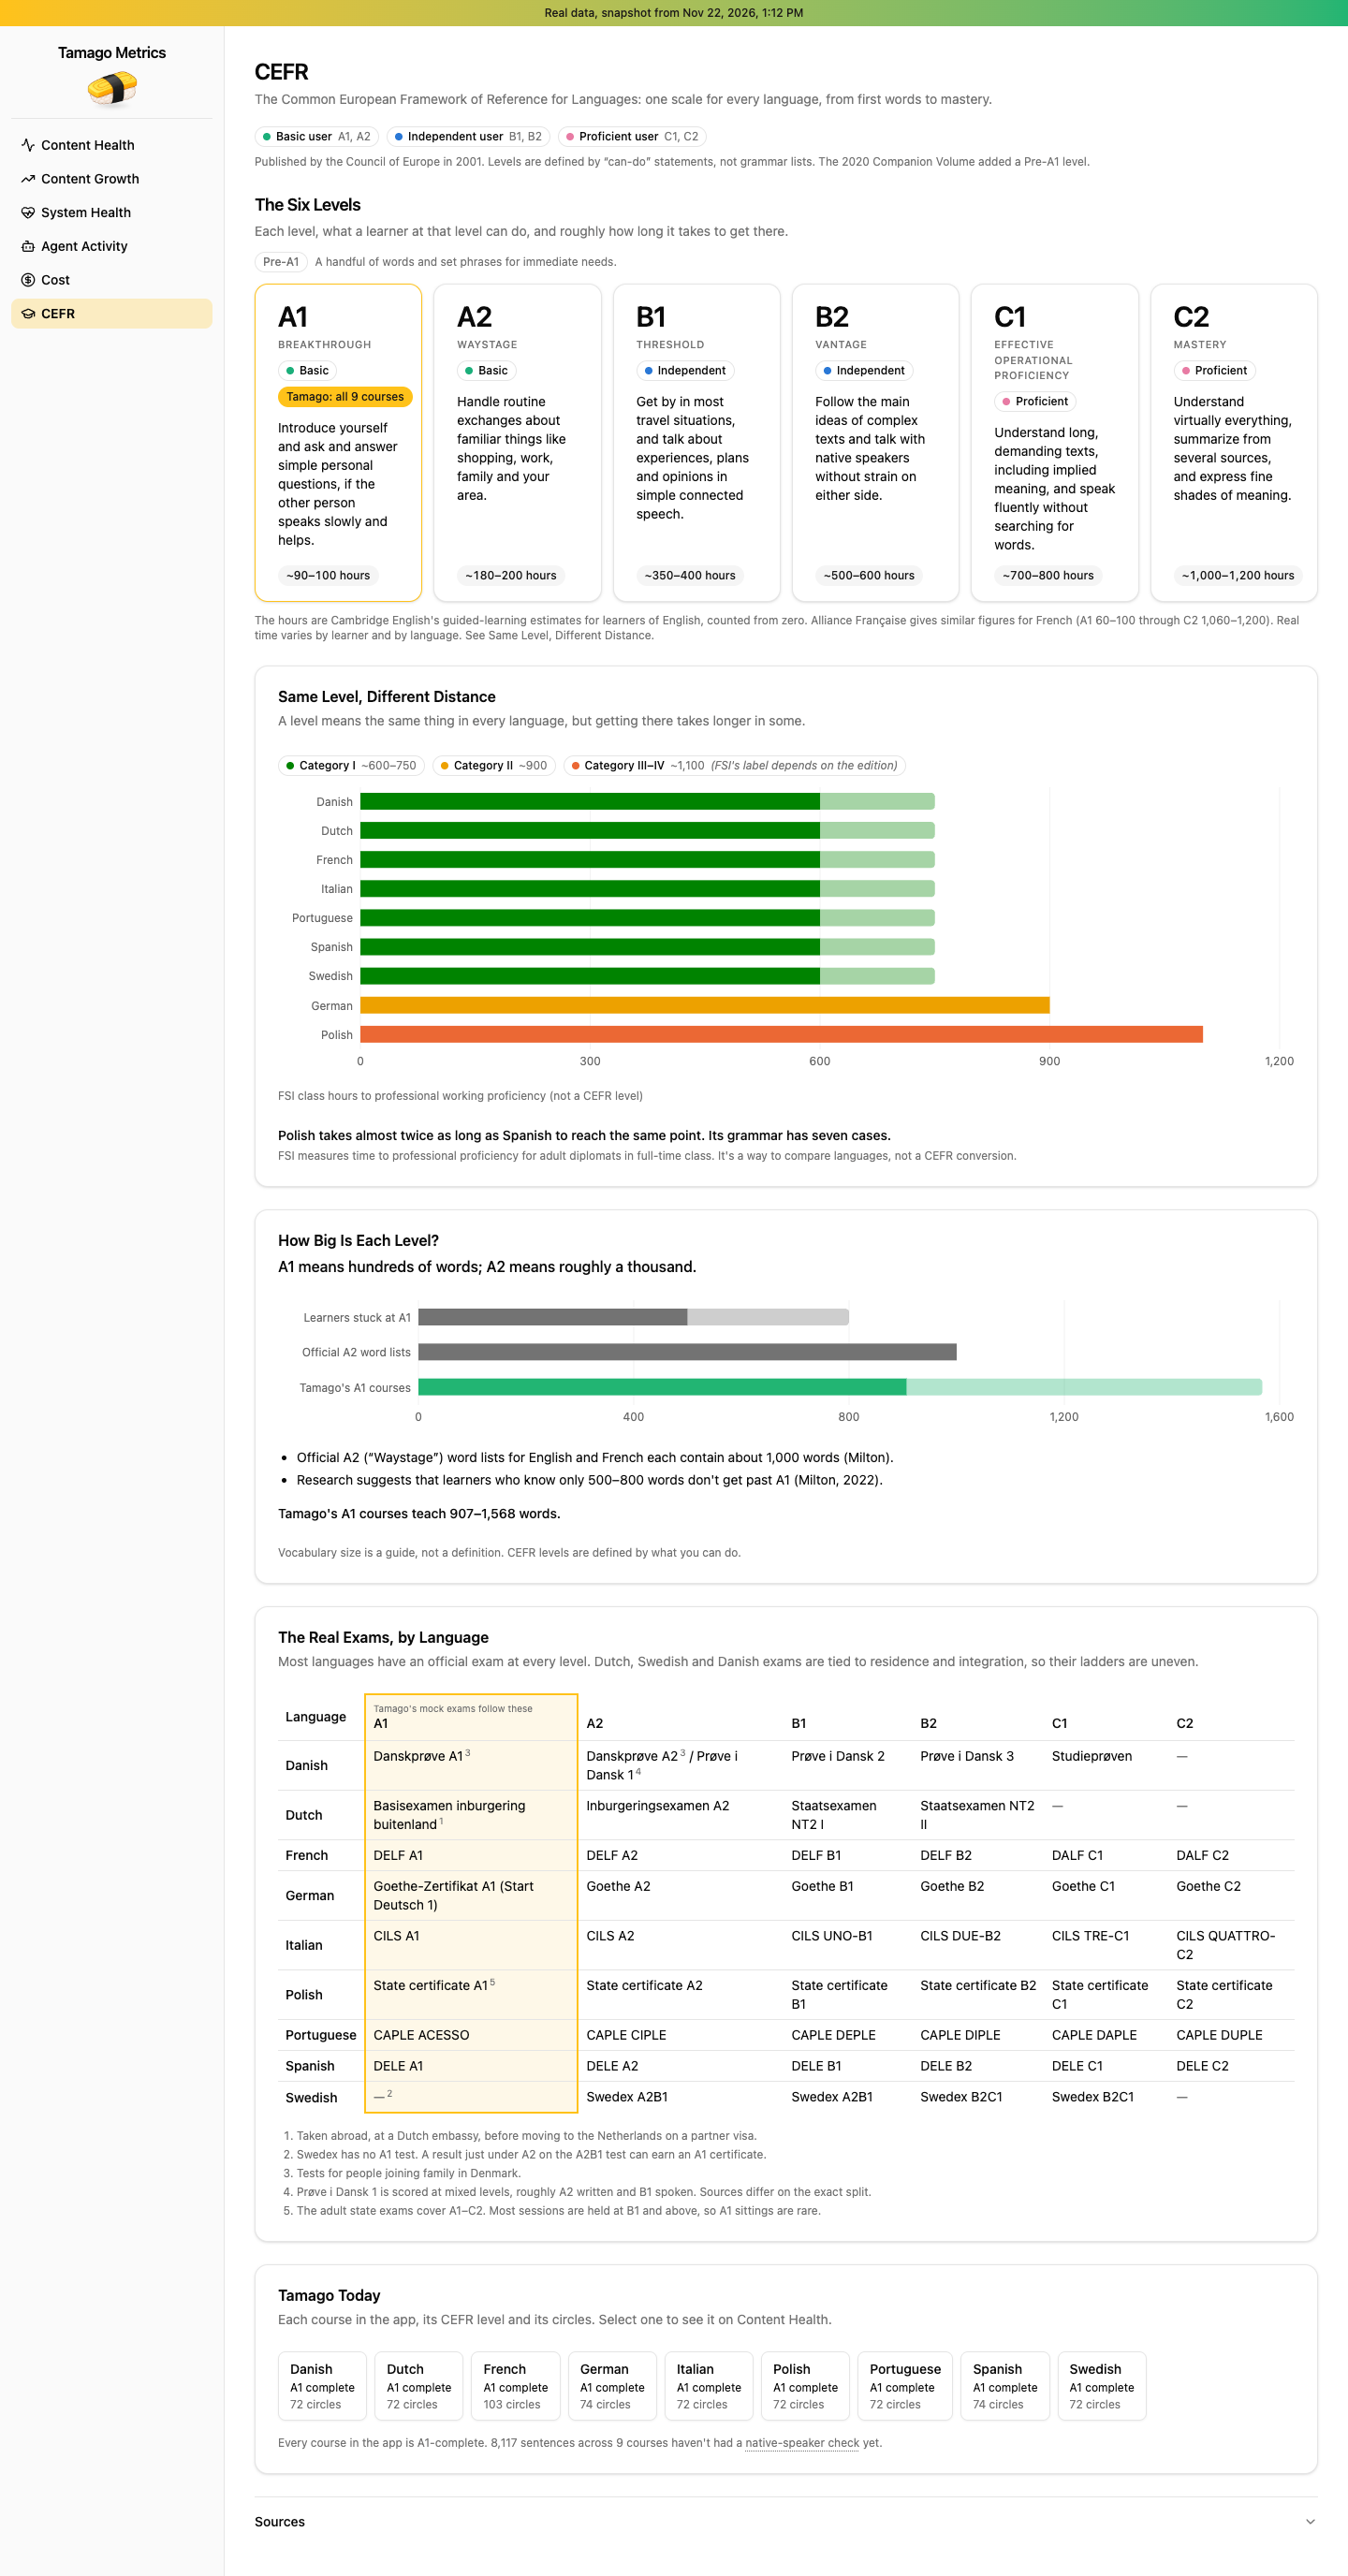 Real data, snapshot from Nov 22, 2026, 1:12 PM
Tamago Metrics
Content Health
Content Growth
System Health
Agent Activity
Cost
CEFR
CEFR
The Common European Framework of Reference for Languages: one scale for every language, from first words to mastery.
Basic user A1, A2
Independent user B1, B2
Proficient user C1, C2
Published by the Council of Europe in 2001. Levels are defined by “can-do” statements, not grammar lists. The 2020 Companion Volume added a Pre-A1 level.
The Six Levels
Each level, what a learner at that level can do, and roughly how long it takes to get there.
Pre-A1 A handful of words and set phrases for immediate needs.
A1
BREAKTHROUGH
Basic
Tamago: all 9 courses
Introduce yourself
and ask and answer
simple personal
questions, if the
other person
speaks slowly and
helps.
~90–100 hours
A2
WAYSTAGE
Basic
Handle routine
exchanges about
familiar things like
shopping, work,
family and your
area.
~180–200 hours
B1
THRESHOLD
Independent
Get by in most
travel situations,
and talk about
experiences, plans
and opinions in
simple connected
speech.
~350–400 hours
B2
VANTAGE
Independent
Follow the main
ideas of complex
texts and talk with
native speakers
without strain on
either side.
~500–600 hours
C1
EFFECTIVE
OPERATIONAL
PROFICIENCY
Proficient
Understand long,
demanding texts,
including implied
meaning, and speak
fluently without
searching for
words.
~700–800 hours
C2
MASTERY
Proficient
Understand
virtually everything,
summarize from
several sources,
and express fine
shades of meaning.
~1,000–1,200 hours
The hours are Cambridge English's guided-learning estimates for learners of English, counted from zero. Alliance Française gives similar figures for French (A1 60–100 through C2 1,060–1,200). Real
time varies by learner and by language. See Same Level, Different Distance.
Same Level, Different Distance
A level means the same thing in every language, but getting there takes longer in some.
Category I ~600–750
Category II ~900
Category III–IV ~1,100 (FSI's label depends on the edition)
Danish
Dutch
French
Italian
Portuguese
Spanish
Swedish
German
Polish
0 300 600 900 1,200
FSI class hours to professional working proficiency (not a CEFR level)
Polish takes almost twice as long as Spanish to reach the same point. Its grammar has seven cases.
FSI measures time to professional proficiency for adult diplomats in full-time class. It's a way to compare languages, not a CEFR conversion.
How Big Is Each Level?
A1 means hundreds of words; A2 means roughly a thousand.
Learners stuck at A1
Official A2 word lists
Tamago's A1 courses
0 400 800 1,200 1,600
• Official A2 (“Waystage”) word lists for English and French each contain about 1,000 words (Milton).
• Research suggests that learners who know only 500–800 words don't get past A1 (Milton, 2022).
Tamago's A1 courses teach 907–1,568 words.
Vocabulary size is a guide, not a definition. CEFR levels are defined by what you can do.
The Real Exams, by Language
Most languages have an official exam at every level. Dutch, Swedish and Danish exams are tied to residence and integration, so their ladders are uneven.
Tamago's mock exams follow these
Language A1 A2 B1 B2 C1 C2
Danish Danskprøve A1 3 Danskprøve A2 3 / Prøve i Prøve i Dansk 2 Prøve i Dansk 3 Studieprøven —
Dansk 1 4
Dutch Basisexamen inburgering Inburgeringsexamen A2 Staatsexamen Staatsexamen NT2 — —
buitenland 1 NT2 I II
French DELF A1 DELF A2 DELF B1 DELF B2 DALF C1 DALF C2
German Goethe-Zertifikat A1 (Start Goethe A2 Goethe B1 Goethe B2 Goethe C1 Goethe C2
Deutsch 1)
Italian CILS A1 CILS A2 CILS UNO-B1 CILS DUE-B2 CILS TRE-C1 CILS QUATTRO-
C2
Polish State certificate A1 5 State certificate A2 State certificate State certificate B2 State certificate State certificate
B1 C1 C2
Portuguese CAPLE ACESSO CAPLE CIPLE CAPLE DEPLE CAPLE DIPLE CAPLE DAPLE CAPLE DUPLE
Spanish DELE A1 DELE A2 DELE B1 DELE B2 DELE C1 DELE C2
Swedish — 2 Swedex A2B1 Swedex A2B1 Swedex B2C1 Swedex B2C1 —
1. Taken abroad, at a Dutch embassy, before moving to the Netherlands on a partner visa.
2. Swedex has no A1 test. A result just under A2 on the A2B1 test can earn an A1 certificate.
3. Tests for people joining family in Denmark.
4. Prøve i Dansk 1 is scored at mixed levels, roughly A2 written and B1 spoken. Sources differ on the exact split.
5. The adult state exams cover A1–C2. Most sessions are held at B1 and above, so A1 sittings are rare.
Tamago Today
Each course in the app, its CEFR level and its circles. Select one to see it on Content Health.
Danish
A1 complete
72 circles
Dutch
A1 complete
72 circles
French
A1 complete
103 circles
German
A1 complete
74 circles
Italian
A1 complete
72 circles
Polish
A1 complete
72 circles
Portuguese
A1 complete
72 circles
Spanish
A1 complete
74 circles
Swedish
A1 complete
72 circles
Every course in the app is A1-complete. 8,117 sentences across 9 courses haven't had a native-speaker check yet.
Sources